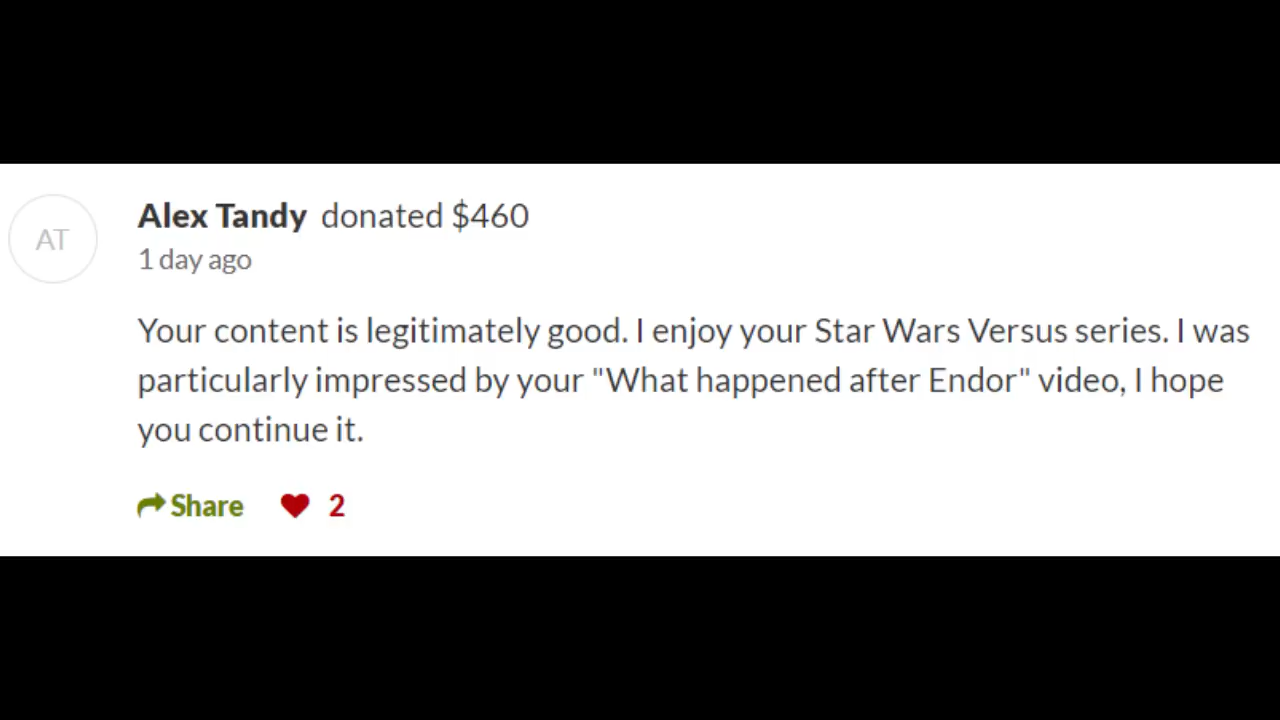 AT
Alex Tandy donated $460
1 day ago
Your content is legitimately good. I enjoy your Star Wars Versus series. I was
particularly impressed by your "What happened after Endor" video, I hope
you continue it.
Share 2